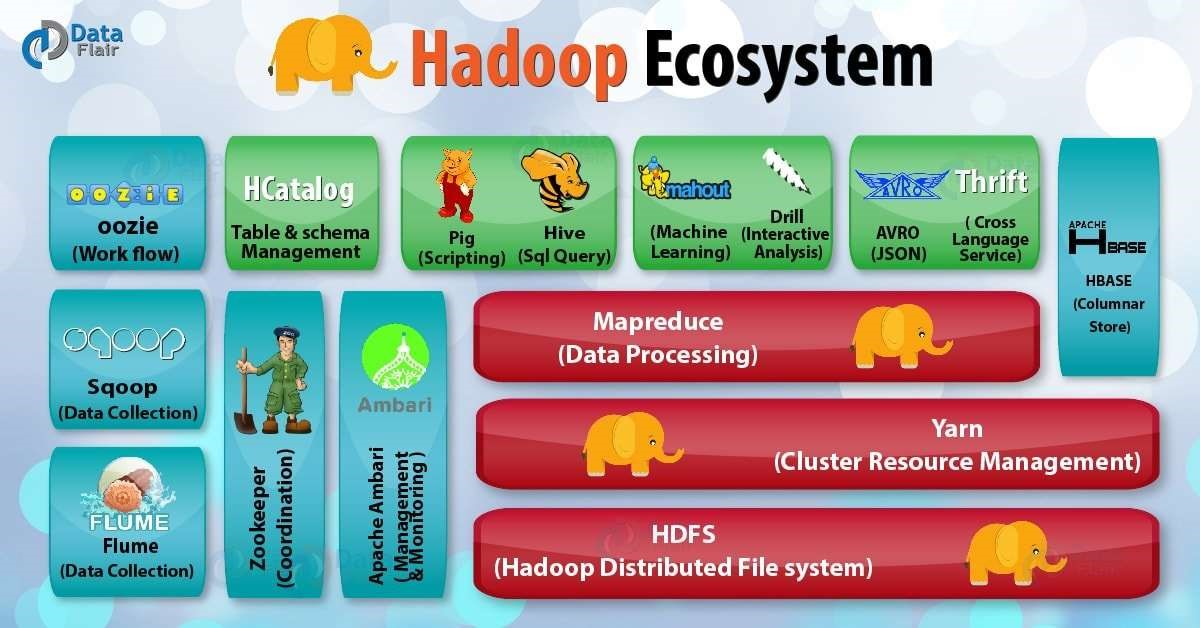 Data
Flair
Hadoop Ecosystem
OOZiE
oozie
(Work flow)
HCatalog
Table & schema
Management
Pig
(Scripting)
Hive
(Sql Query)
mahout
(Machine
Learning)
Drill
(Interactive
Analysis)
AVRO
AVRO
(JSON)
Thrift
( Cross
Language
Service)
APACHE
HBASE
HBASE
(Columnar
Store)
sqoop
Sqoop
(Data Collection)
FLUME
Flume
(Data Collection)
ZOO
Zookeeper
(Coordination)
Ambari
Apache Ambari
( Management
& Monitoring )
Mapreduce
(Data Processing)
Yarn
(Cluster Resource Management)
HDFS
(Hadoop Distributed File system)